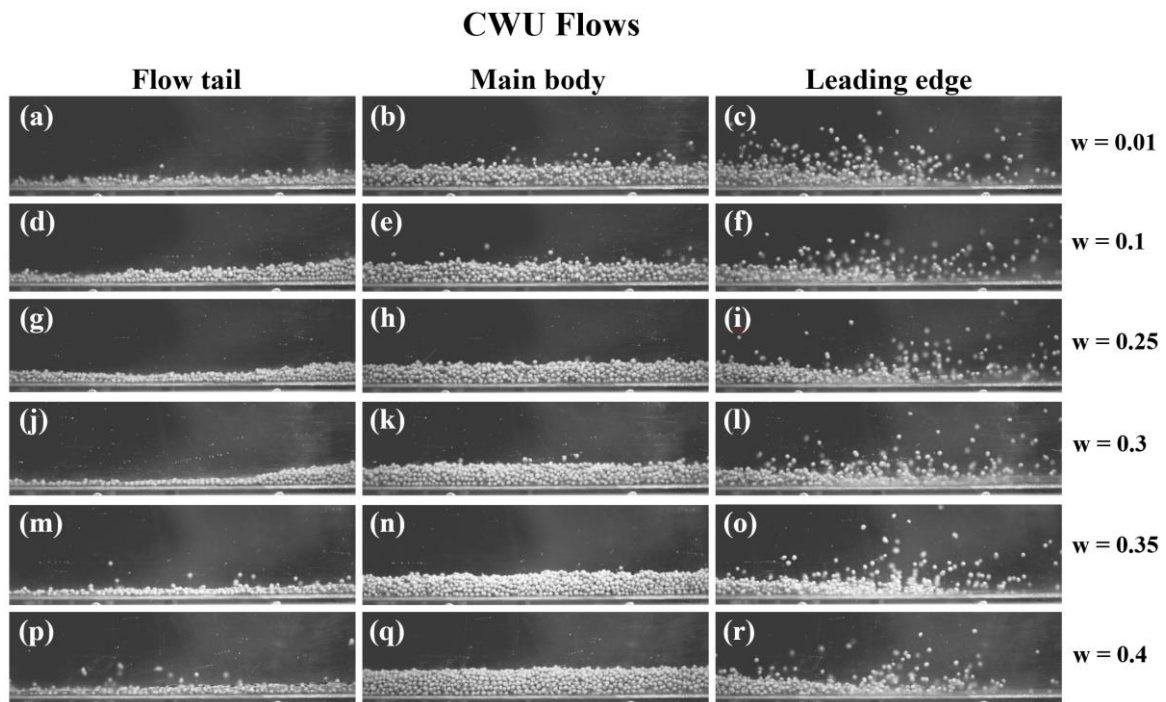 CWU Flows
Flow tail Main body Leading edge
(a) (b) (c) w = 0.01
(d) (e) (f) w = 0.1
(g) (h) (i) w = 0.25
(j) (k) (l) w = 0.3
(m) (n) (o) w = 0.35
(p) (q) (r) w = 0.4